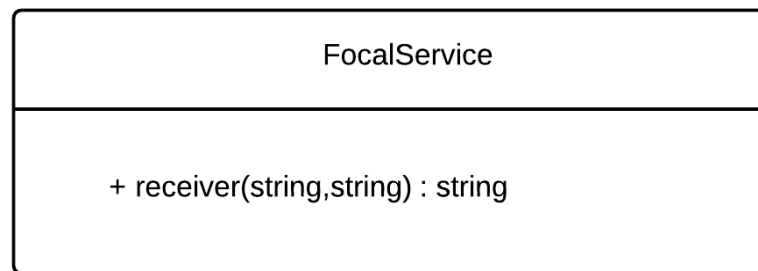 FocalService
+ receiver(string,string) : string